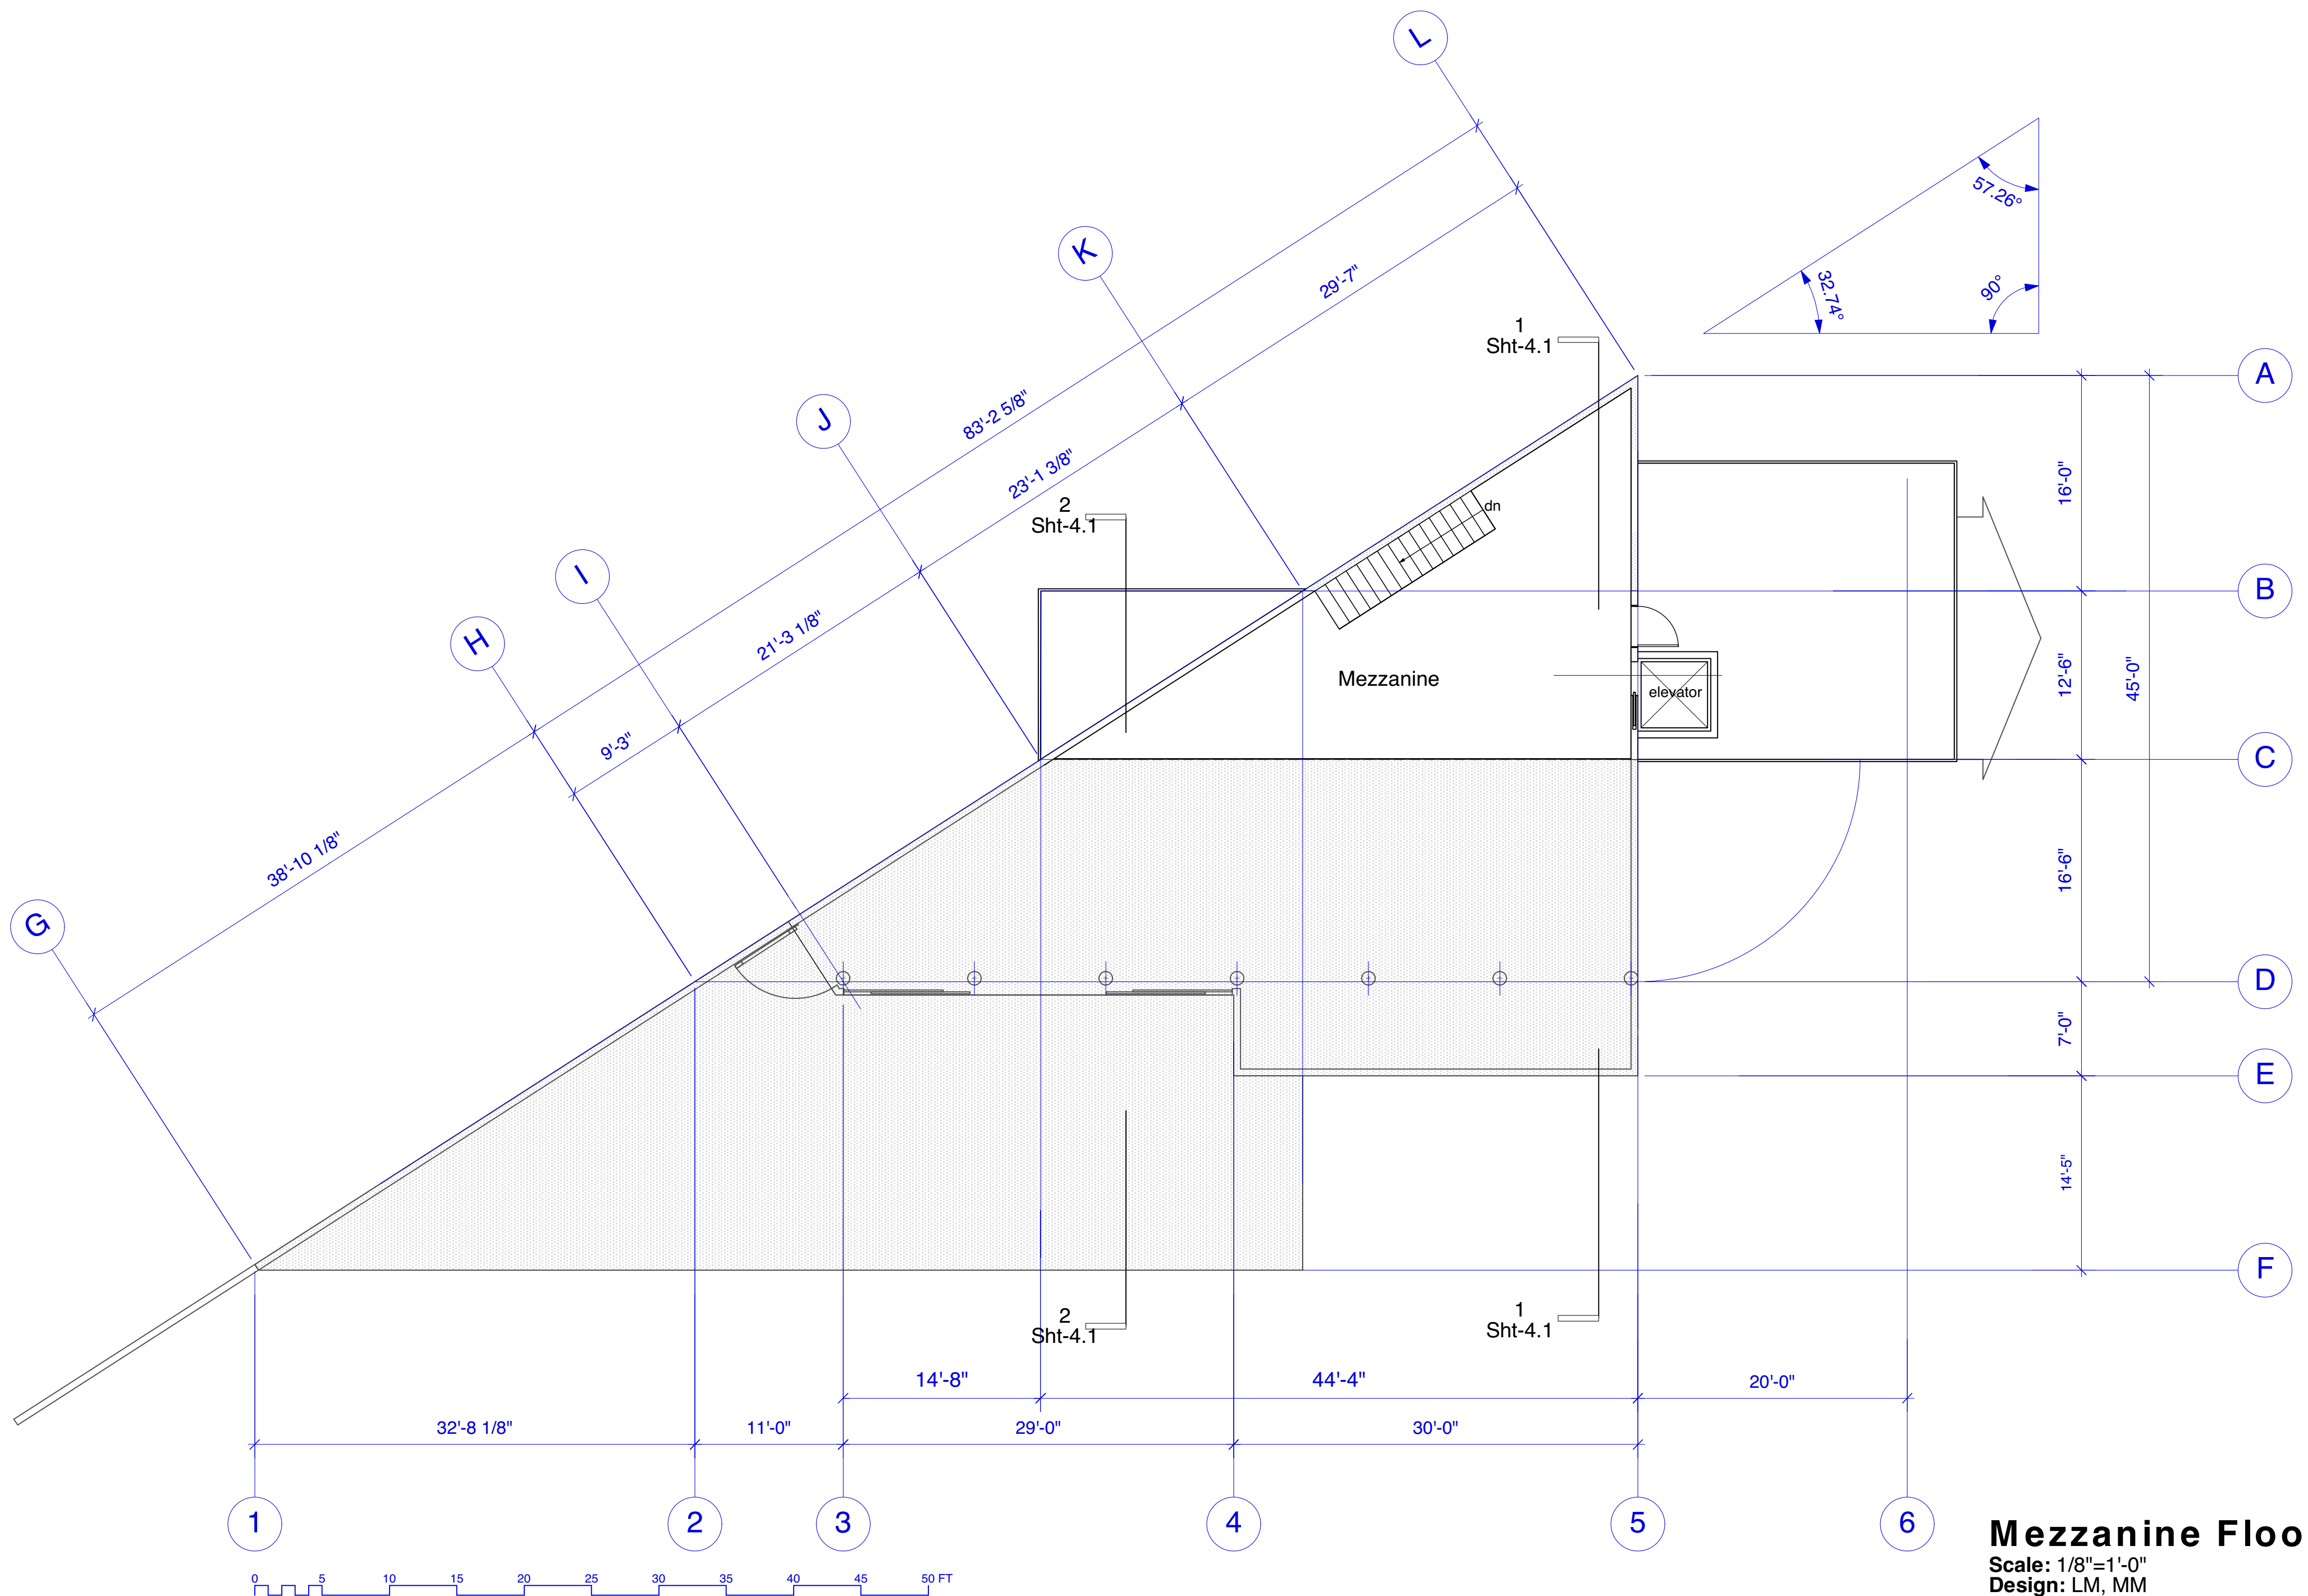 L
57.26°
32.74°
90°
K
29'-7"
1
Sht-4.1
A
J
83'-2 5/8"
23'-1 3/8"
16'-0"
2
Sht-4.1
dn
I
B
H
21'-3 1/8"
12'-6"
45'-0"
Mezzanine
elevator
9'-3"
C
38'-10 1/8"
16'-6"
G
D
7'-0"
E
14'-5"
F
2
Sht-4.1
1
Sht-4.1
14'-8"
44'-4"
20'-0"
32'-8 1/8"
11'-0"
29'-0"
30'-0"
1
2
3
4
5
6
Mezzanine Floo
Scale: 1/8"=1'-0"
Design: LM, MM
0 5 10 15 20 25 30 35 40 45 50 FT